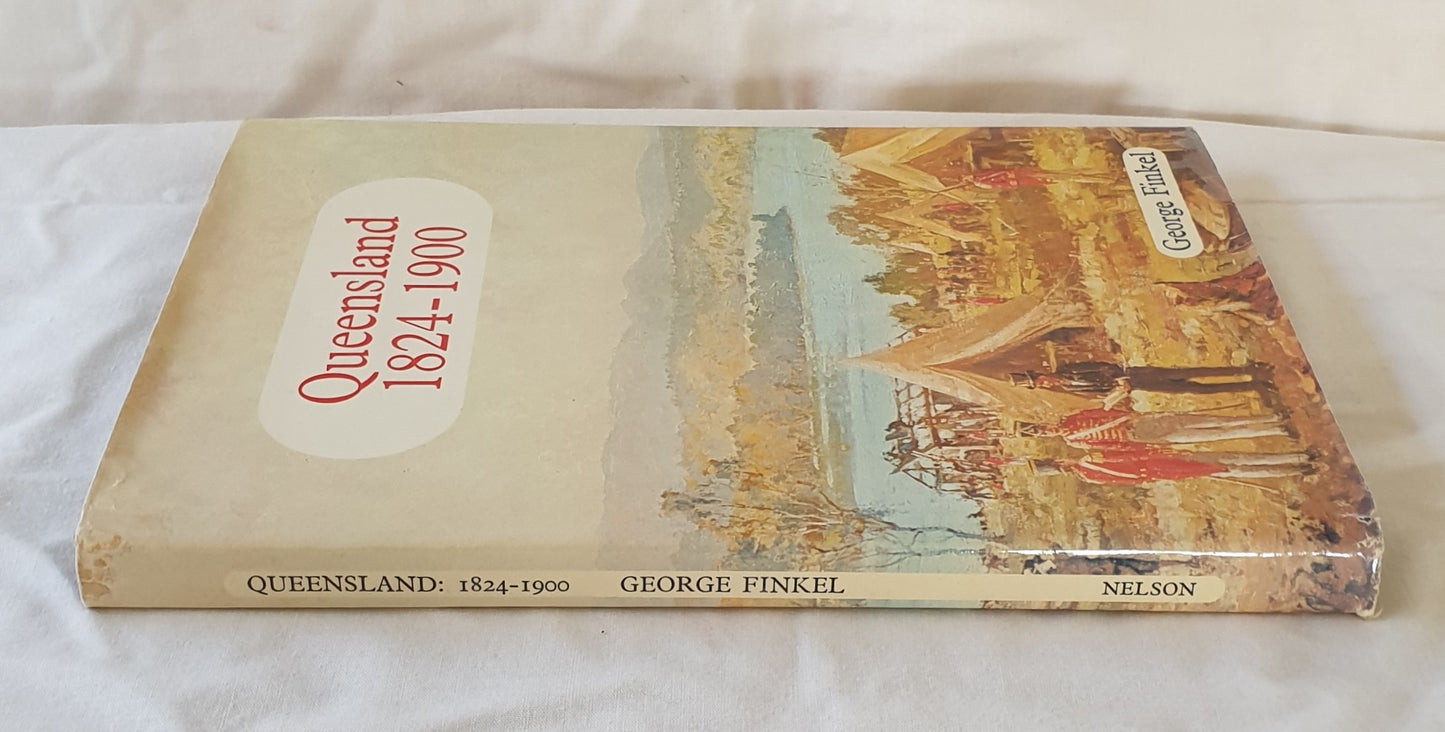 Queensland
1824-1900
George Finkel
QUEENSLAND: 1824-1900 GEORGE FINKEL NELSON